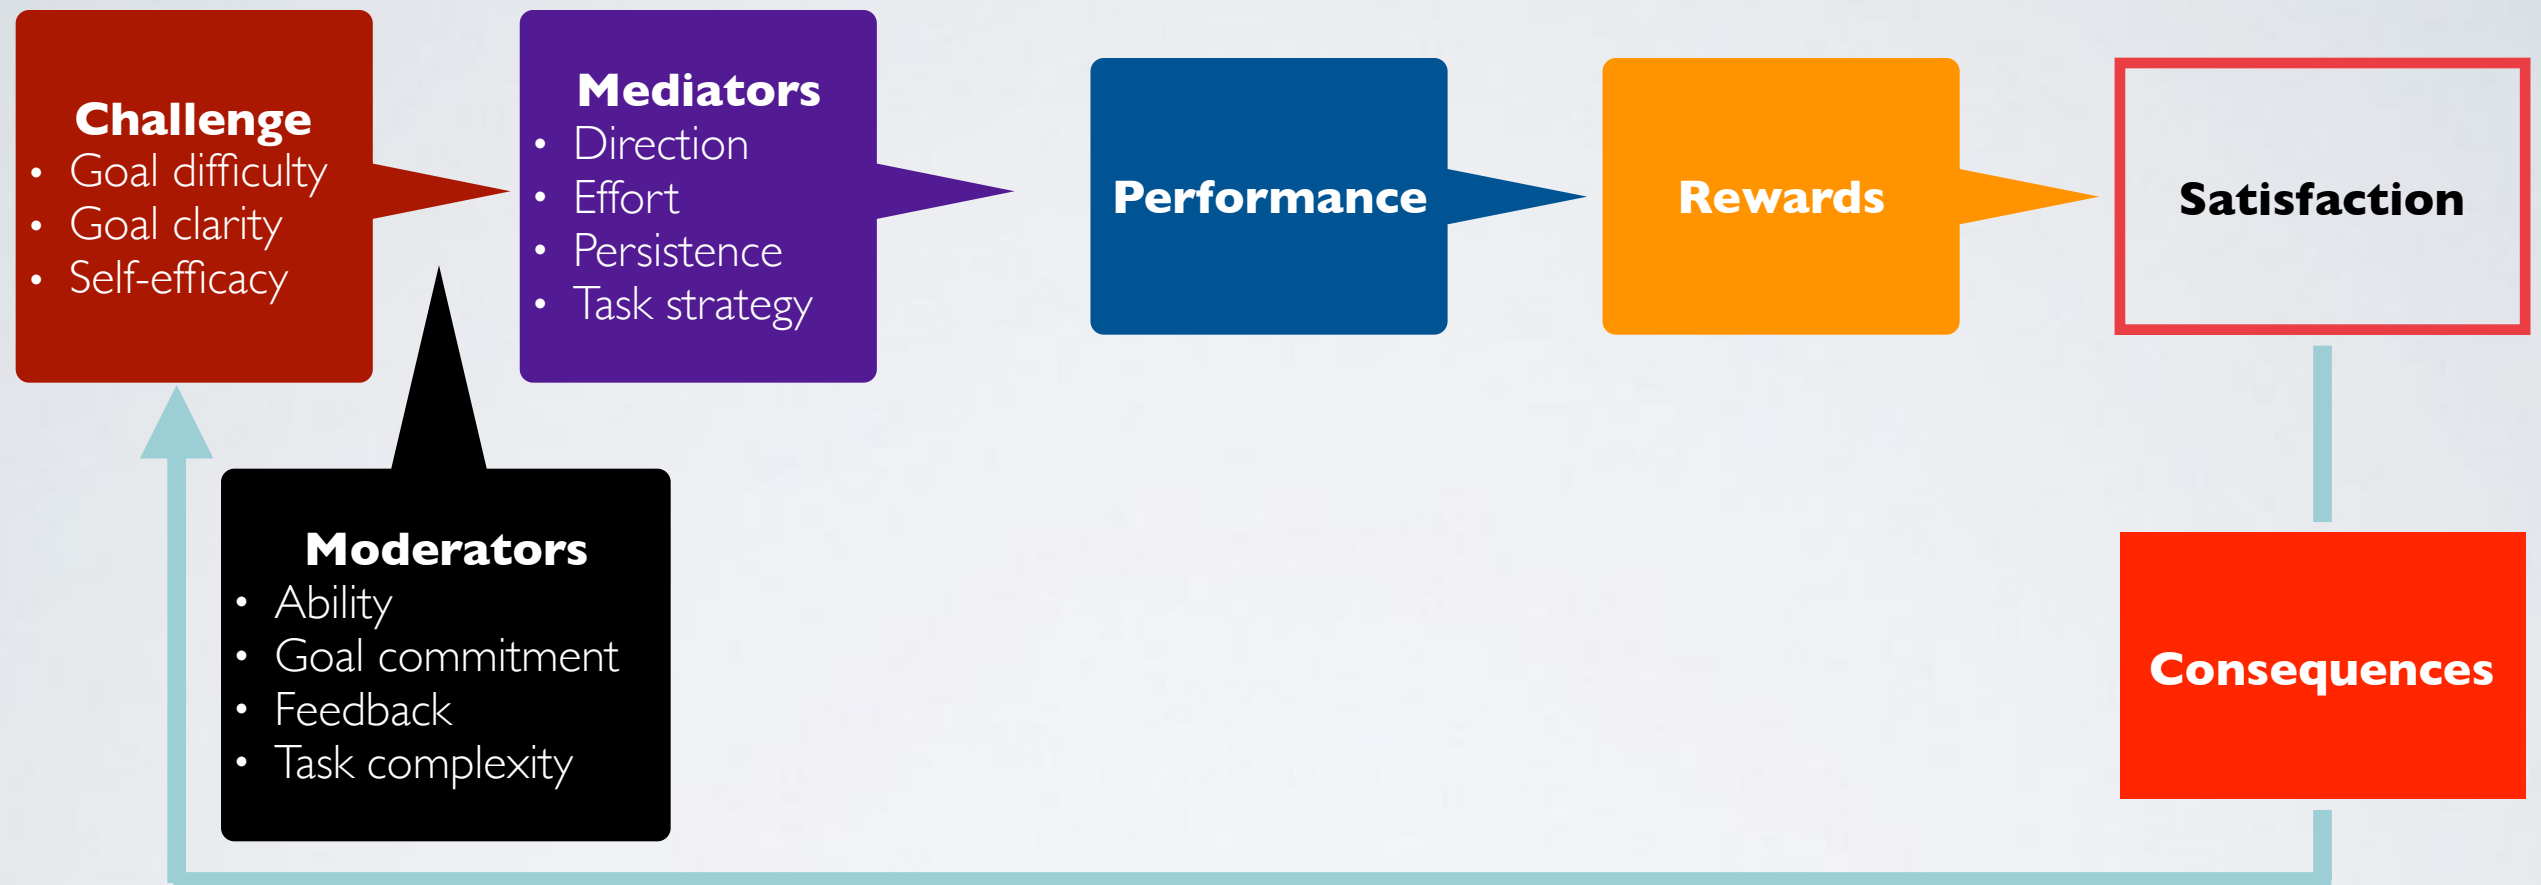 Challenge
• Goal difficulty
• Goal clarity
• Self-efficacy
Mediators
• Direction
• Effort
• Persistence
• Task strategy
Performance
Rewards
Satisfaction
Moderators
• Ability
• Goal commitment
• Feedback
• Task complexity
Consequences